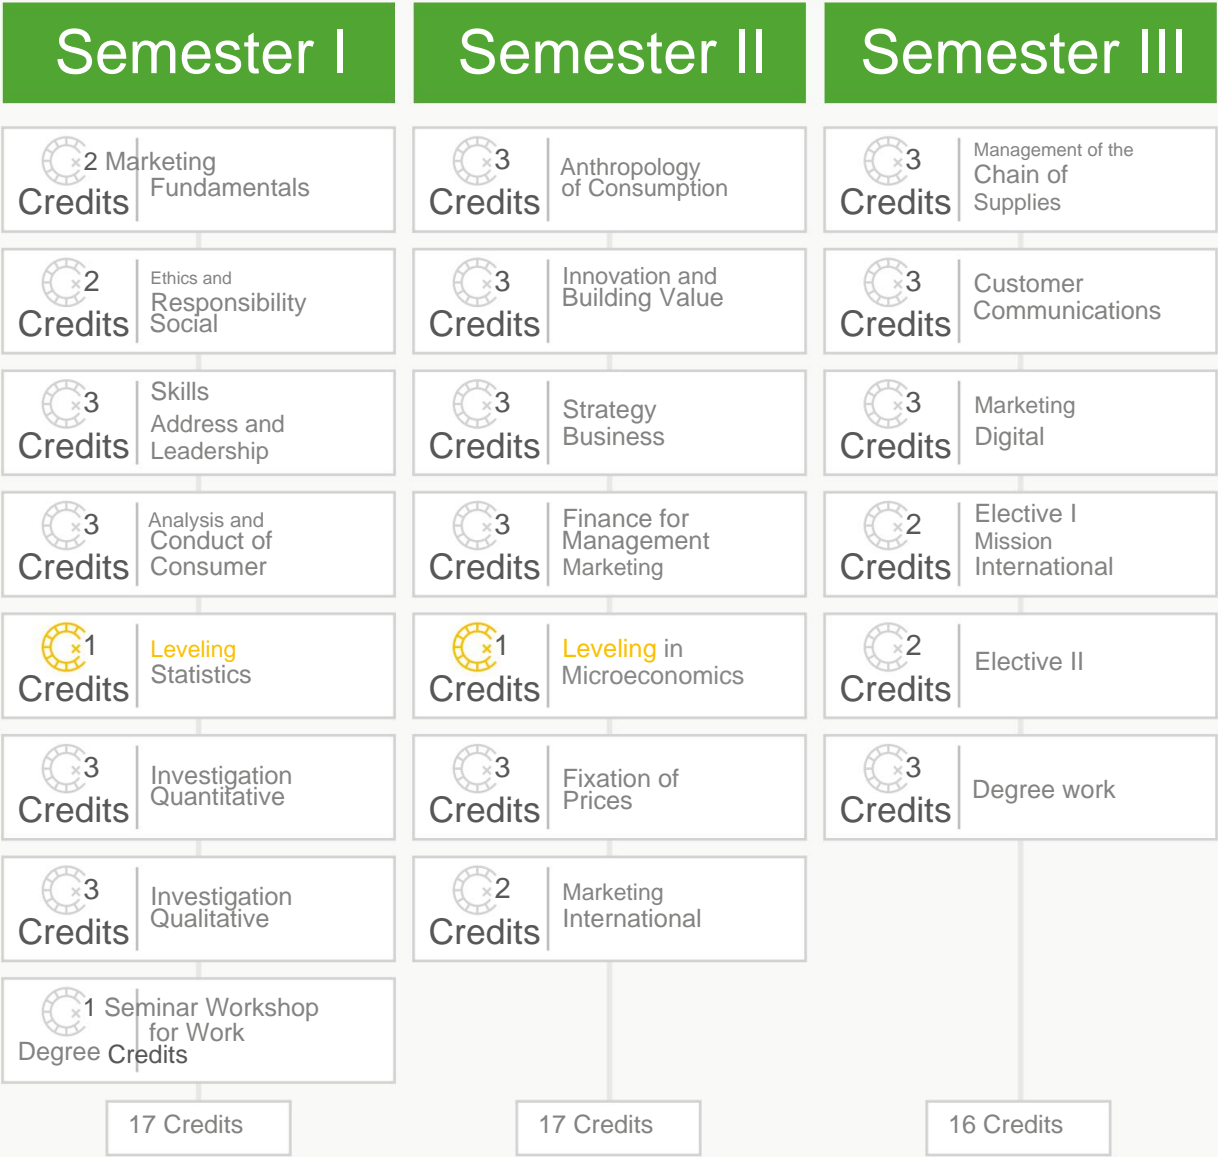 Semester I
2 Marketing
Fundamentals
Credits
2
Ethics and
Responsibility
Social
Credits
3
Skills
Address and
Leadership
Credits
3
Analysis and
Conduct of
Consumer
Credits
1
Leveling
Statistics
Credits
3
Investigation
Quantitative
Credits
3
Investigation
Qualitative
Credits
1 Seminar Workshop
for Work
Degree Credits
17 Credits
Semester II
3
Anthropology
of Consumption
Credits
3
Innovation and
Building Value
Credits
3
Strategy
Business
Credits
3
Finance for
Management
Marketing
Credits
1
Leveling in
Microeconomics
Credits
3
Fixation of
Prices
Credits
2
Marketing
International
Credits
17 Credits
Semester III
3
Management of the
Chain of
Supplies
Credits
3
Customer
Communications
Credits
3
Marketing
Digital
Credits
2
Elective I
Mission
International
Credits
2
Elective II
Credits
3
Degree work
Credits
16 Credits